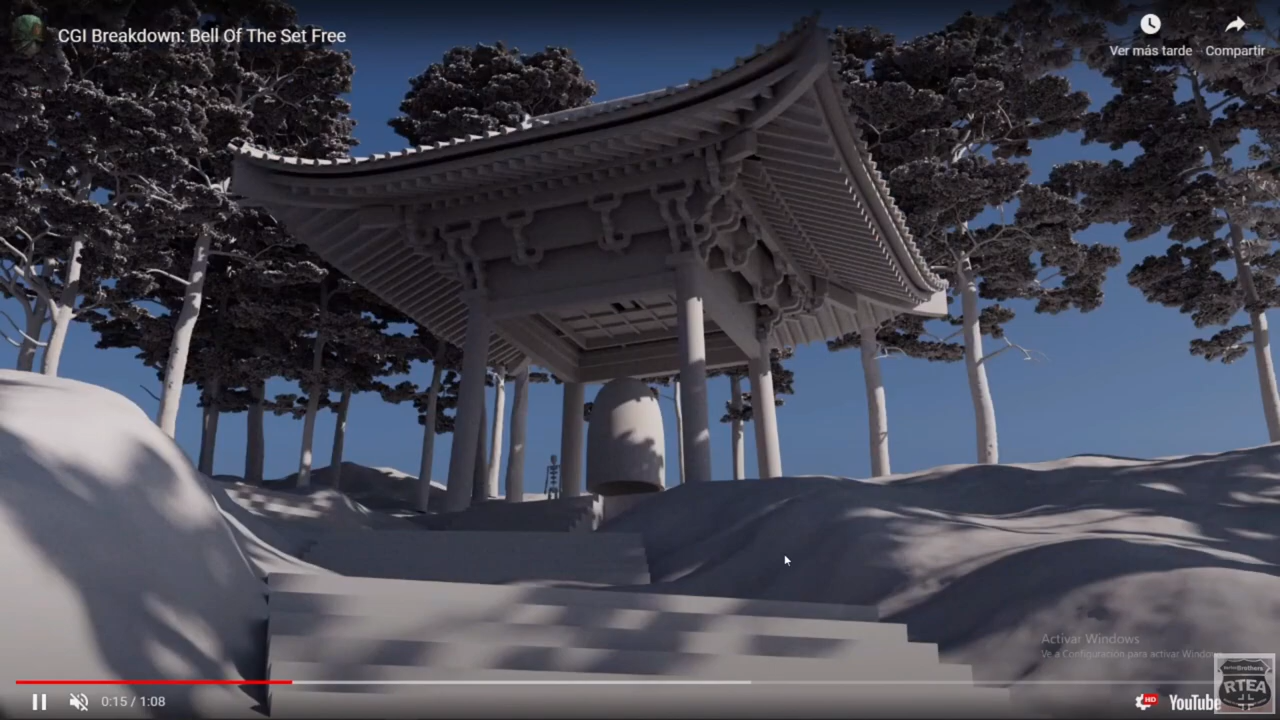 CGI Breakdown: Bell Of The Set Free
Ver más tarde
Compartir
Activar Windows
Ve a Configuración para activar Windows
0:15 / 1:08
HD
YouTube
RTEA